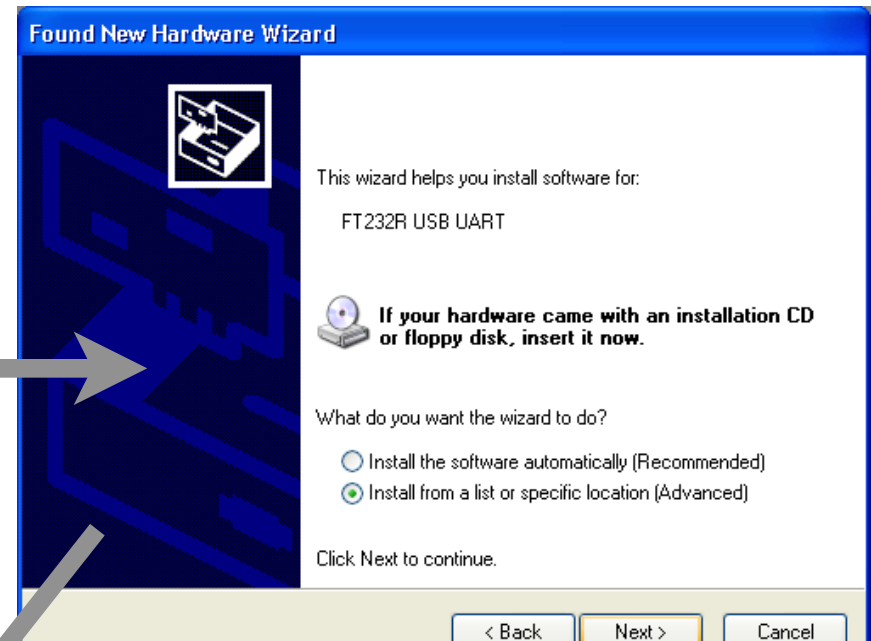 Found New Hardware Wizard
This wizard helps you install software for:
FT232R USB UART
If your hardware came with an installation CD
or floppy disk, insert it now.
What do you want the wizard to do?
Install the software automatically (Recommended)
Install from a list or specific location (Advanced)
Click Next to continue.
< Back Next > Cancel